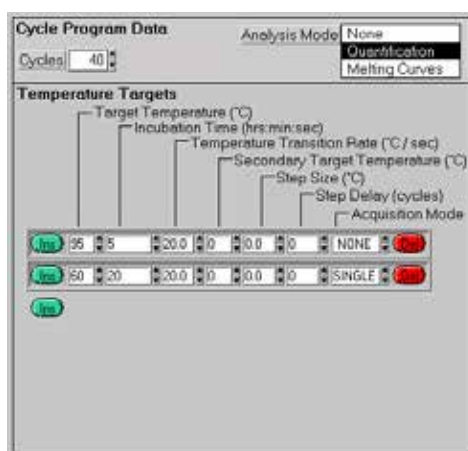 Cycle Program Data
Analysis Mode
None
Quantification
Melting Curves
Cycles 40
Temperature Targets
Target Temperature (°C)
Incubation Time (hrs:min:sec)
Temperature Transition Rate (°C / sec)
Secondary Target Temperature (°C)
Step Size (°C)
Step Delay (cycles)
Acquisition Mode
Ins 95 5 20.0 0 0.0 0 NONE Del
Ins 60 20 20.0 0 0.0 0 SINGLE Del
Ins